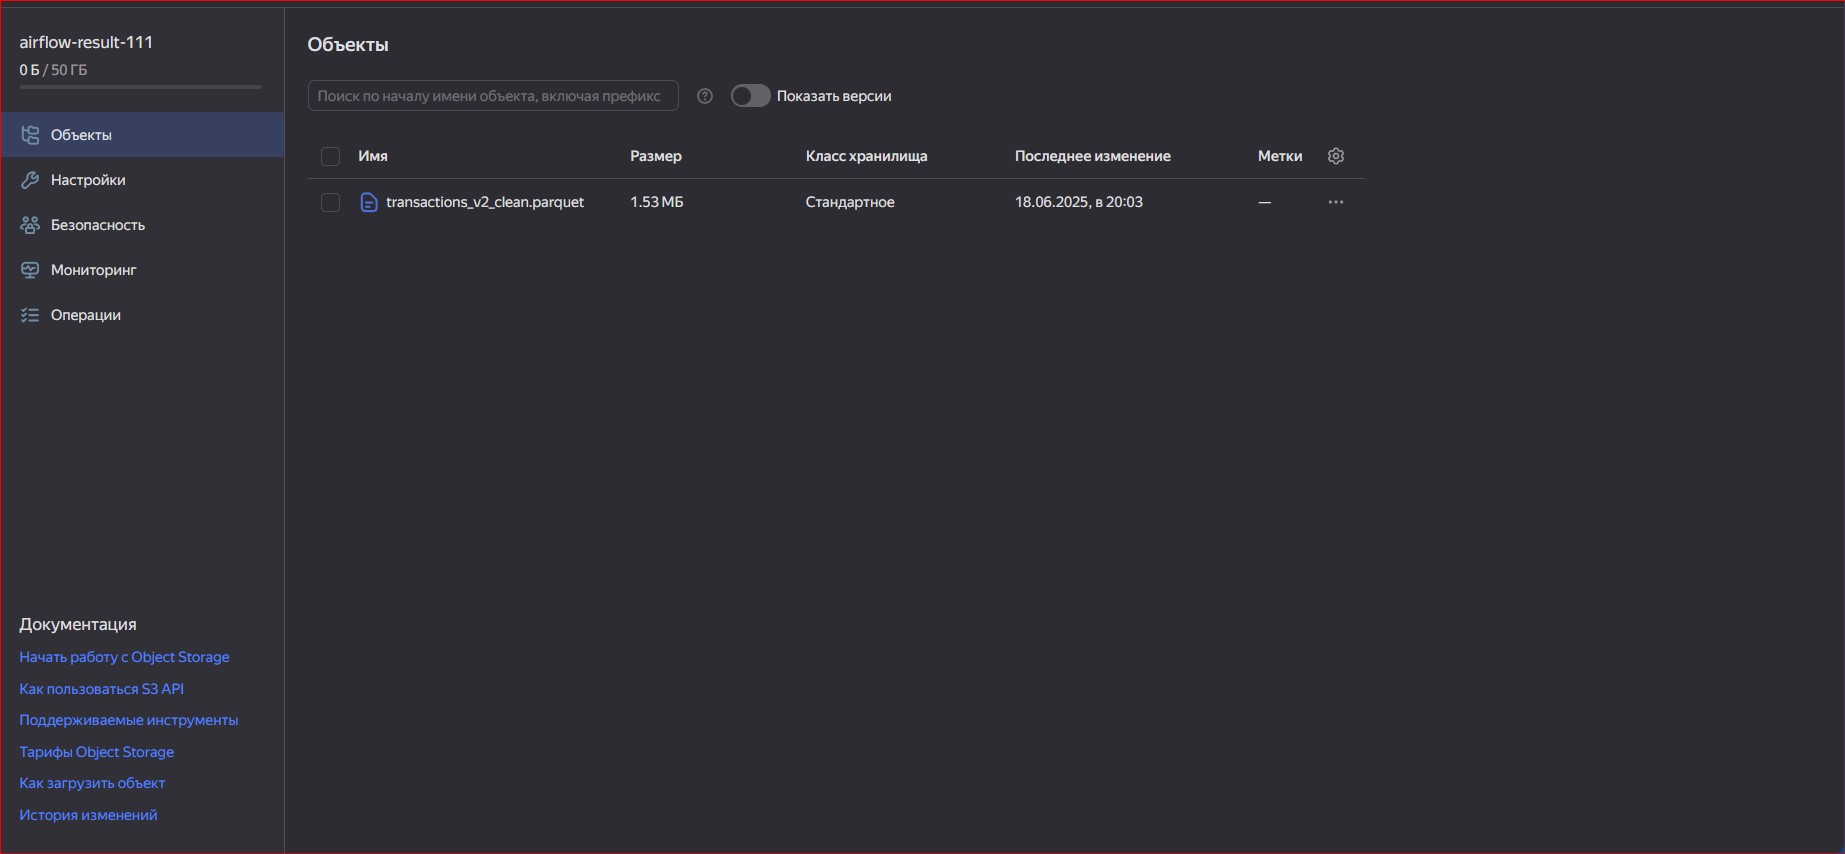 airflow-result-111
0 Б / 50 ГБ
Объекты
Настройки
Безопасность
Мониторинг
Операции
Документация
Начать работу с Object Storage
Как пользоваться S3 API
Поддерживаемые инструменты
Тарифы Object Storage
Как загрузить объект
История изменений
Объекты
Поиск по началу имени объекта, включая префикс
Показать версии
Имя Размер Класс хранилища Последнее изменение Метки
transactions_v2_clean.parquet 1.53 МБ Стандартное 18.06.2025, в 20:03 —